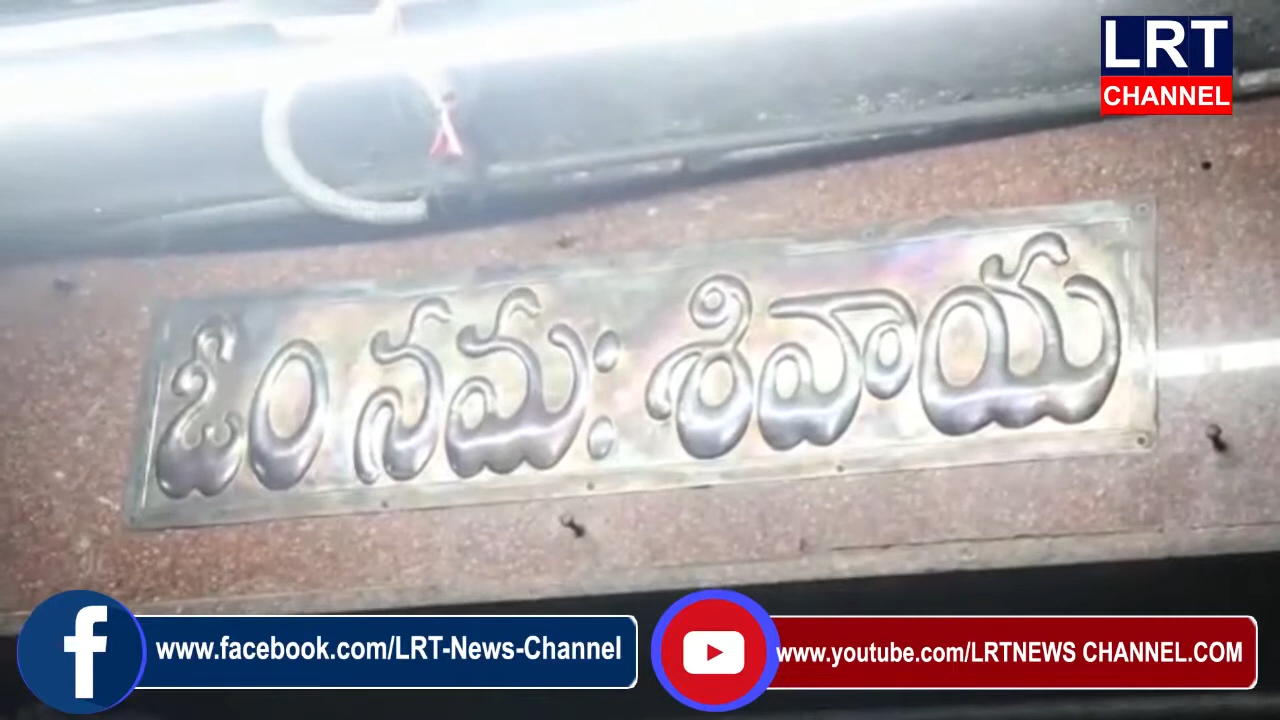 LRT
CHANNEL
ఓం నమః శివాయ
www.facebook.com/LRT-News-Channel
www.youtube.com/LRTNEWS CHANNEL.COM